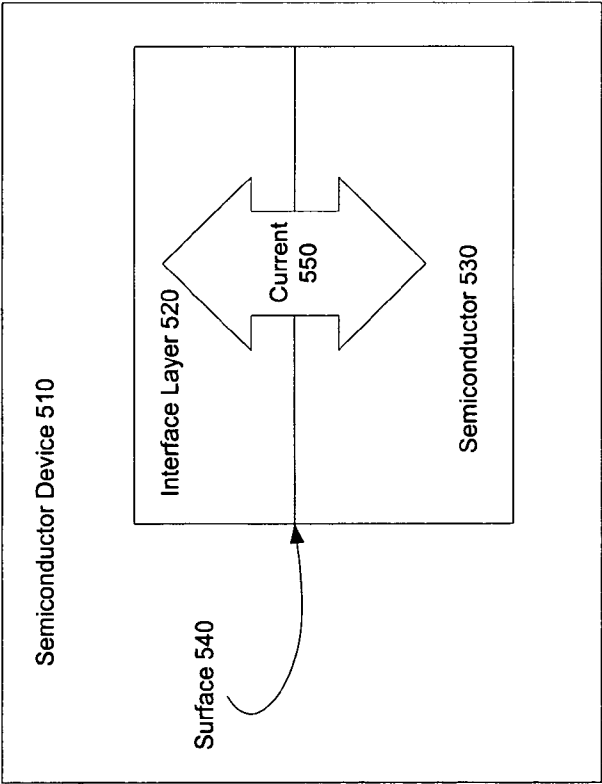 Semiconductor Device 510
Interface Layer 520
Current
550
Surface 540
Semiconductor 530